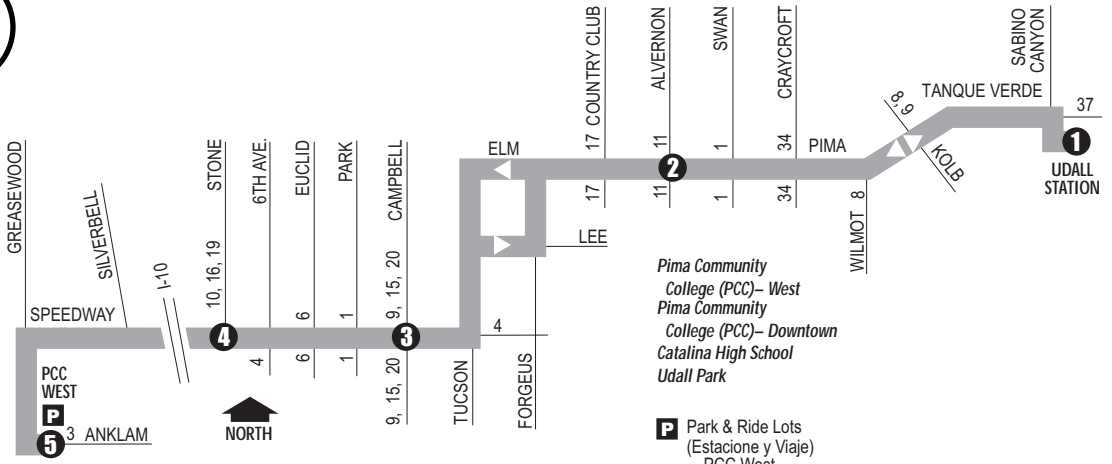 GREASEWOOD
SILVERBELL
I-10
STONE
10, 16, 19
6TH AVE.
4
EUCLID
6
6
PARK
1
1
CAMPBELL
9, 15, 20
9, 15, 20
SPEEDWAY
PCC
WEST
P
5
3 ANKLAM
4
NORTH
3
TUCSON
4
FORGEUS
ELM
LEE
17 COUNTRY CLUB
17
ALVERNON
11
11
2
SWAN
1
1
CRAYCROFT
34
34
PIMA
WILMOT 8
8, 9
KOLB
TANQUE VERDE
SABINO
CANYON
37
1
UDALL
STATION
Pima Community
College (PCC)– West
Pima Community
College (PCC)– Downtown
Catalina High School
Udall Park
P Park & Ride Lots
(Estacione y Viaje)
PCC West